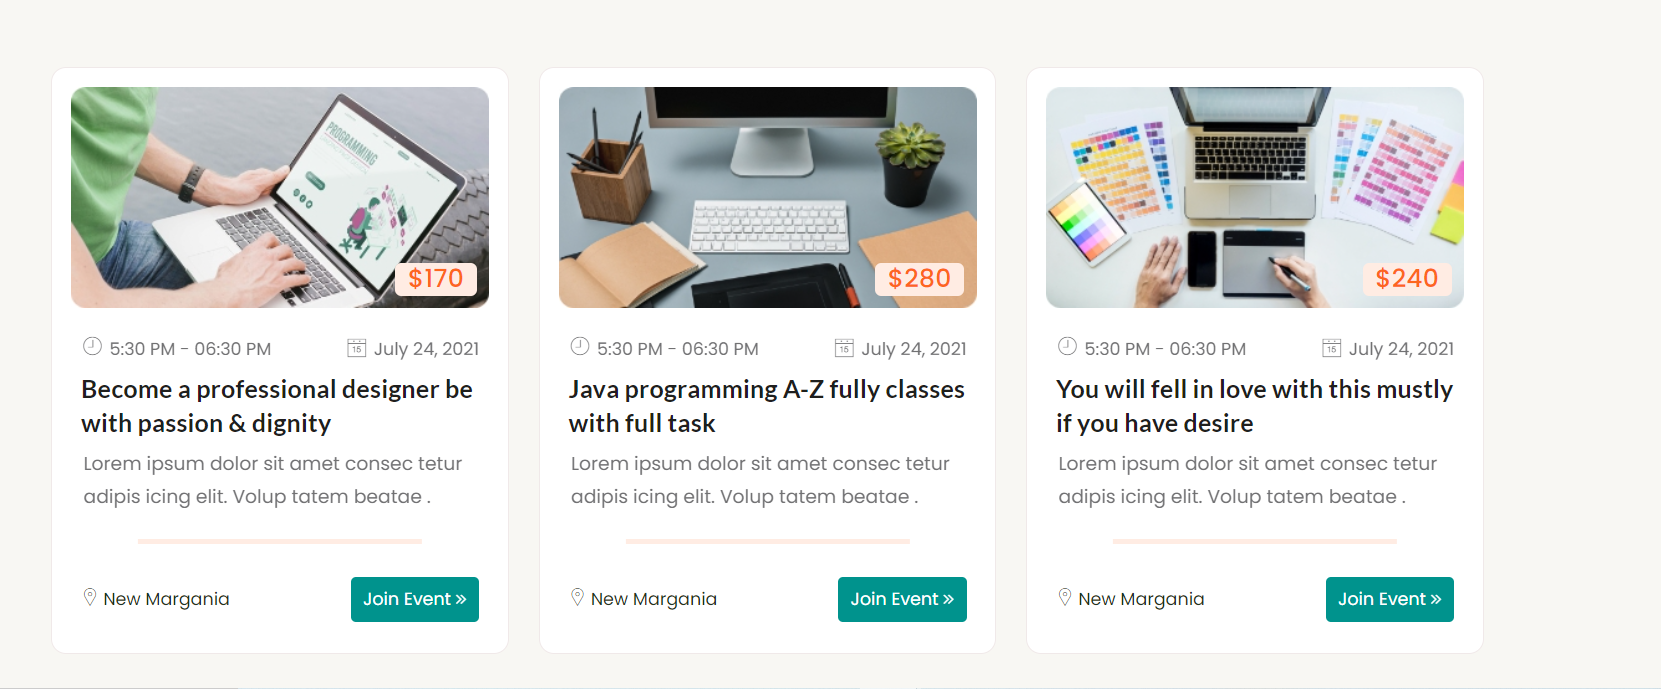 PROGRAMMING
$170
5:30 PM - 06:30 PM
15
July 24, 2021
Become a professional designer be
with passion & dignity
Lorem ipsum dolor sit amet consec tetur
adipis icing elit. Volup tatem beatae .
New Margania
Join Event »
$280
5:30 PM - 06:30 PM
15
July 24, 2021
Java programming A-Z fully classes
with full task
Lorem ipsum dolor sit amet consec tetur
adipis icing elit. Volup tatem beatae .
New Margania
Join Event »
$240
5:30 PM - 06:30 PM
15
July 24, 2021
You will fell in love with this mustly
if you have desire
Lorem ipsum dolor sit amet consec tetur
adipis icing elit. Volup tatem beatae .
New Margania
Join Event »